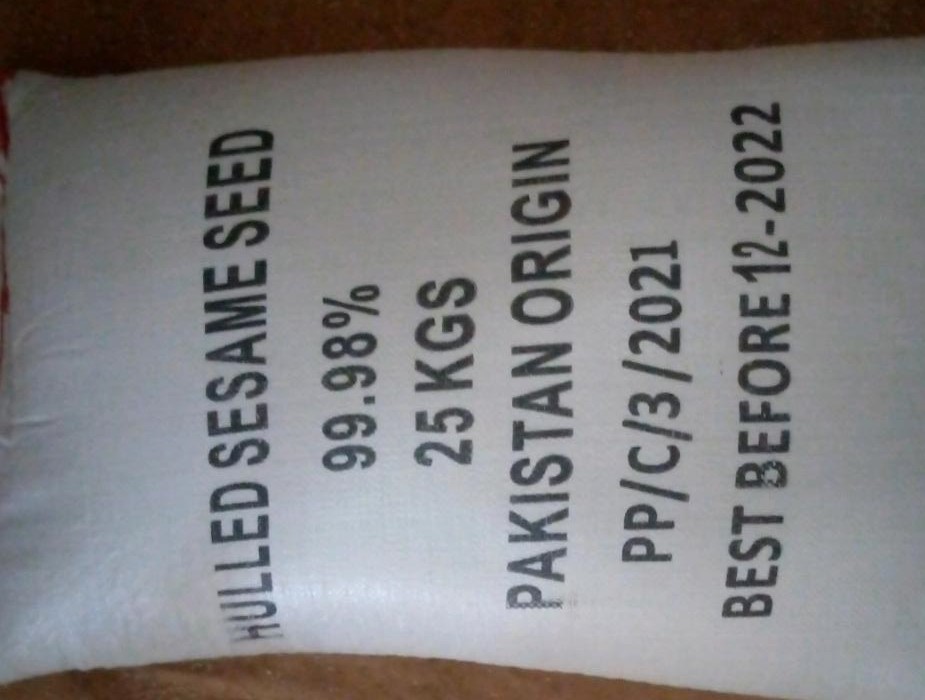 HULLED SESAME SEED
99.98%
25 KGS
PAKISTAN ORIGIN
PP/C/3/2021
BEST BEFORE 12-2022